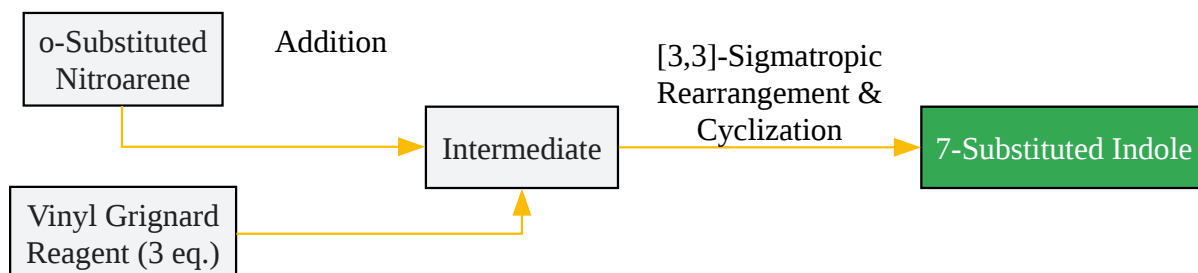 o-Substituted
Nitroarene
Addition
[3,3]-Sigmatropic
Rearrangement &
Cyclization
Intermediate
7-Substituted Indole
Vinyl Grignard
Reagent (3 eq.)